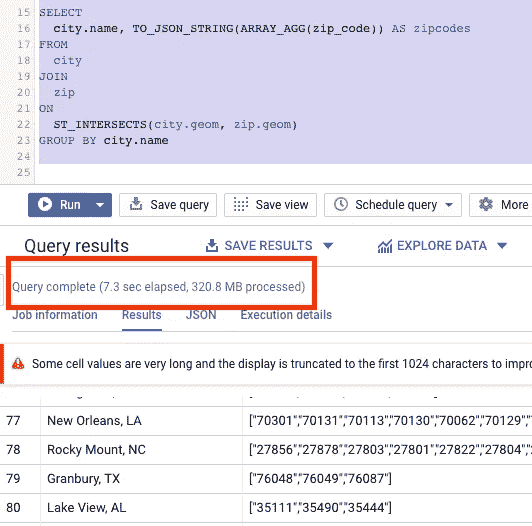 15 SELECT
16 city.name, TO_JSON_STRING(ARRAY_AGG(zip_code)) AS zipcodes
17 FROM
18 city
19 JOIN
20 zip
21 ON
22 ST_INTERSECTS(city.geom, zip.geom)
23 GROUP BY city.name
24
25
Run Save query Save view Schedule query More
Query results SAVE RESULTS EXPLORE DATA
Query complete (7.3 sec elapsed, 320.8 MB processed)
Job information Results JSON Execution details
Some cell values are very long and the display is truncated to the first 1024 characters to impro
77 New Orleans, LA ["70301","70131","70113","70130","70062","70129","
78 Rocky Mount, NC ["27856","27878","27803","27801","27822","27804","2
79 Granbury, TX ["76048","76049","76087"]
80 Lake View, AL ["35111","35490","35444"]